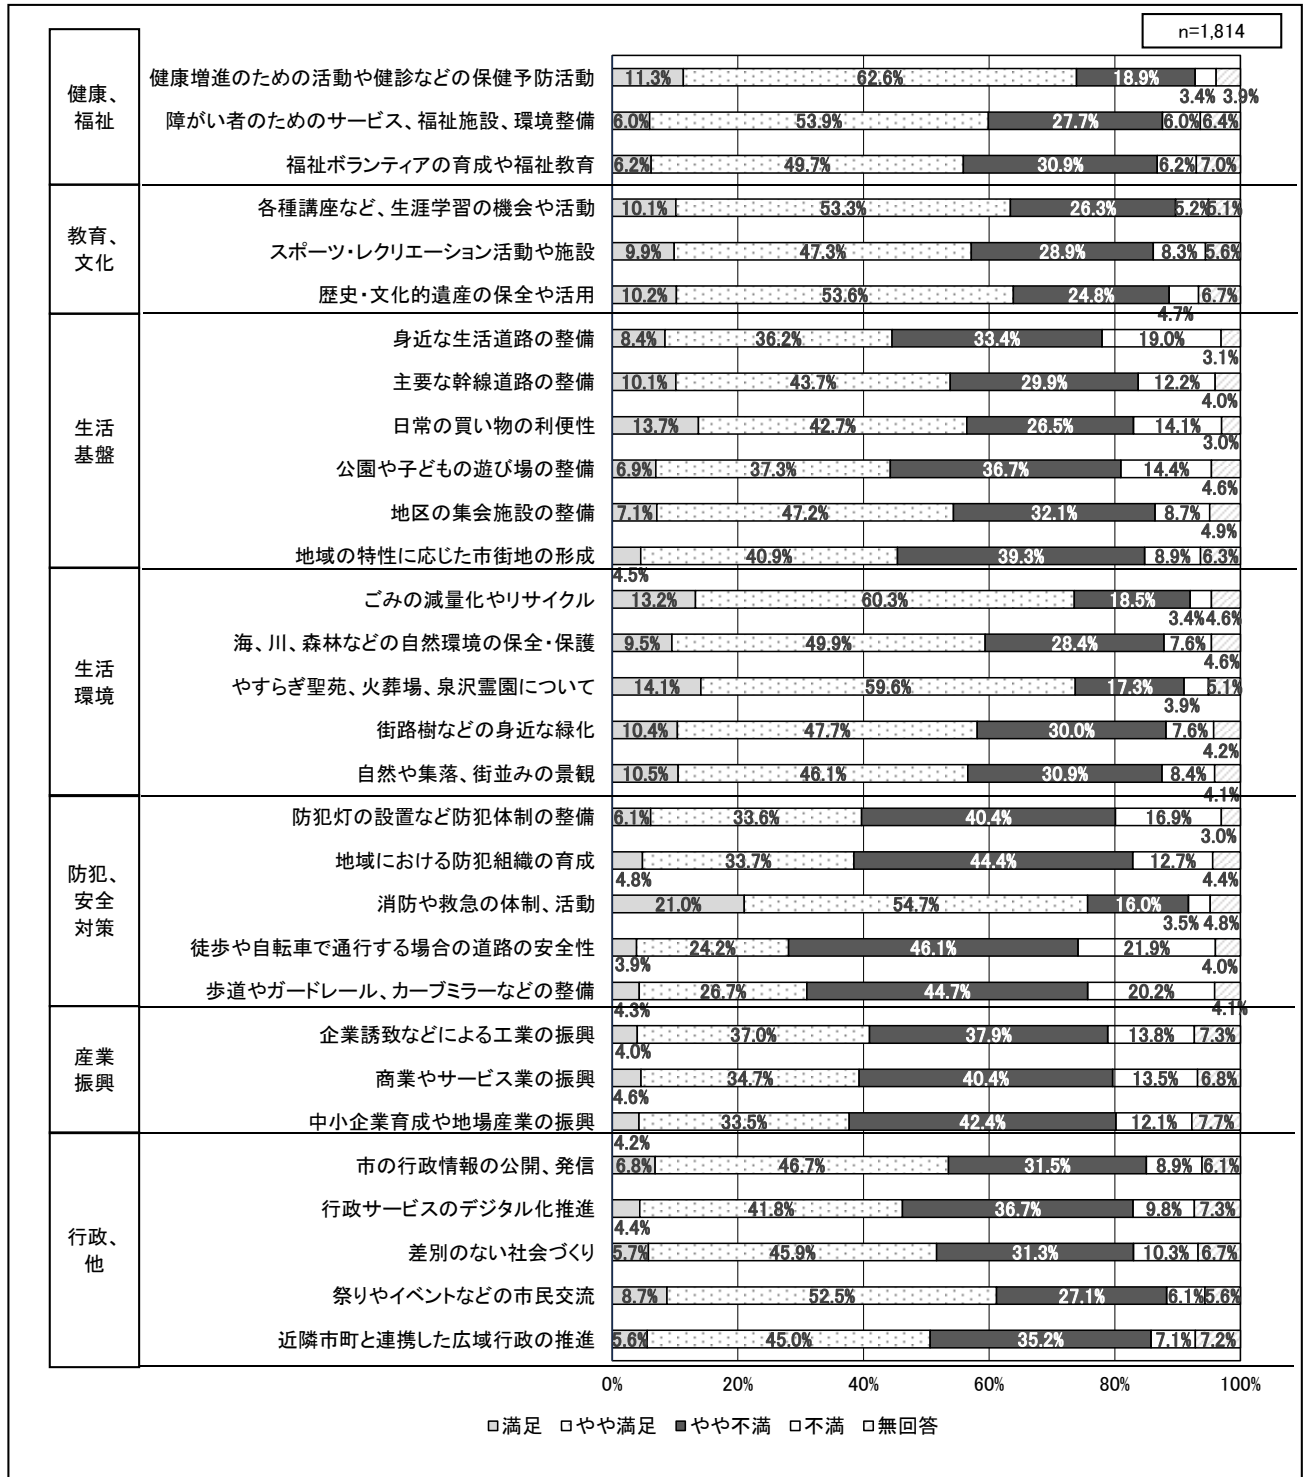 n=1,814
健康、
福祉
健康増進のための活動や健診などの保健予防活動 11.3% 62.6% 18.9% 3.4% 3.9%
障がい者のためのサービス、福祉施設、環境整備 6.0% 53.9% 27.7% 6.0% 6.4%
福祉ボランティアの育成や福祉教育 6.2% 49.7% 30.9% 6.2% 7.0%
教育、
文化
各種講座など、生涯学習の機会や活動 10.1% 53.3% 26.3% 5.2% 5.1%
スポーツ・レクリエーション活動や施設 9.9% 47.3% 28.9% 8.3% 5.6%
歴史・文化的遺産の保全や活用 10.2% 53.6% 24.8% 4.7% 6.7%
生活
基盤
身近な生活道路の整備 8.4% 36.2% 33.4% 19.0% 3.1%
主要な幹線道路の整備 10.1% 43.7% 29.9% 12.2% 4.0%
日常の買い物の利便性 13.7% 42.7% 26.5% 14.1% 3.0%
公園や子どもの遊び場の整備 6.9% 37.3% 36.7% 14.4% 4.6%
地区の集会施設の整備 7.1% 47.2% 32.1% 8.7% 4.9%
地域の特性に応じた市街地の形成 4.5% 40.9% 39.3% 8.9% 6.3%
生活
環境
ごみの減量化やリサイクル 13.2% 60.3% 18.5% 3.4% 4.6%
海、川、森林などの自然環境の保全・保護 9.5% 49.9% 28.4% 7.6% 4.6%
やすらぎ聖苑、火葬場、泉沢霊園について 14.1% 59.6% 17.3% 3.9% 5.1%
街路樹などの身近な緑化 10.4% 47.7% 30.0% 7.6% 4.2%
自然や集落、街並みの景観 10.5% 46.1% 30.9% 8.4% 4.1%
防犯、
安全
対策
防犯灯の設置など防犯体制の整備 6.1% 33.6% 40.4% 16.9% 3.0%
地域における防犯組織の育成 4.8% 33.7% 44.4% 12.7% 4.4%
消防や救急の体制、活動 21.0% 54.7% 16.0% 3.5% 4.8%
徒歩や自転車で通行する場合の道路の安全性 3.9% 24.2% 46.1% 21.9% 4.0%
歩道やガードレール、カーブミラーなどの整備 4.3% 26.7% 44.7% 20.2% 4.1%
産業
振興
企業誘致などによる工業の振興 4.0% 37.0% 37.9% 13.8% 7.3%
商業やサービス業の振興 4.6% 34.7% 40.4% 13.5% 6.8%
中小企業育成や地場産業の振興 4.2% 33.5% 42.4% 12.1% 7.7%
行政、
他
市の行政情報の公開、発信 6.8% 46.7% 31.5% 8.9% 6.1%
行政サービスのデジタル化推進 4.4% 41.8% 36.7% 9.8% 7.3%
差別のない社会づくり 5.7% 45.9% 31.3% 10.3% 6.7%
祭りやイベントなどの市民交流 8.7% 52.5% 27.1% 6.1% 5.6%
近隣市町と連携した広域行政の推進 5.6% 45.0% 35.2% 7.1% 7.2%
0% 20% 40% 60% 80% 100%
満足 やや満足 やや不満 不満 無回答